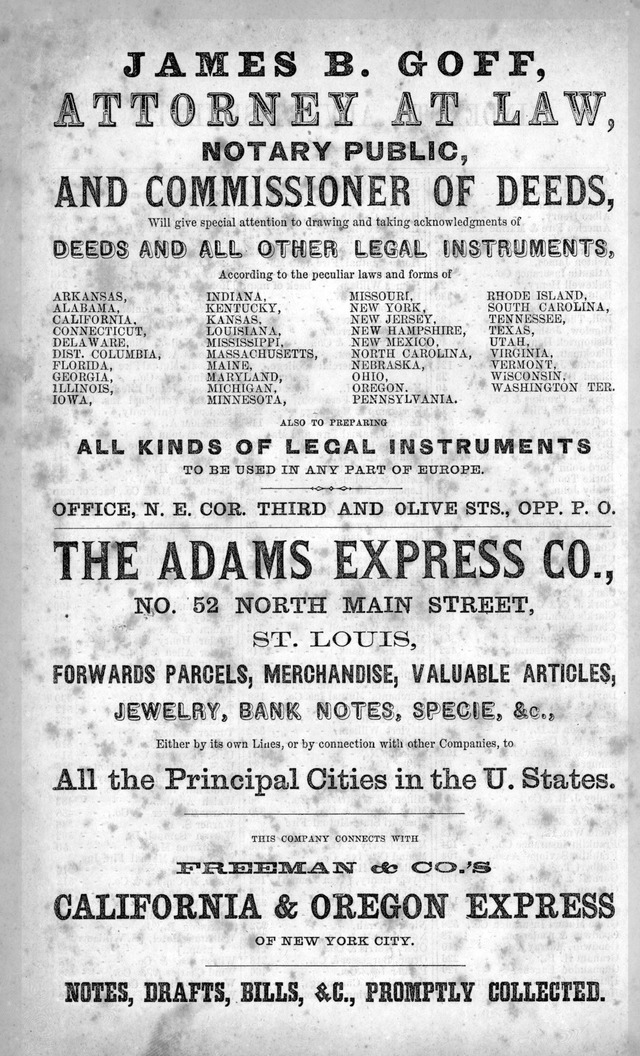 JAMES B. GOFF,
ATTORNEY AT LAW,
NOTARY PUBLIC,
AND COMMISSIONER OF DEEDS,
Will give special attention to drawing and taking acknowledgments of
DEEDS AND ALL OTHER LEGAL INSTRUMENTS,
According to the peculiar laws and forms of
ARKANSAS, INDIANA, MISSOURI, RHODE ISLAND,
ALABAMA, KENTUCKY, NEW YORK, SOUTH CAROLINA,
CALIFORNIA, KANSAS, NEW JERSEY, TENNESSEE,
CONNECTICUT, LOUISIANA, NEW HAMPSHIRE, TEXAS,
DELAWARE, MISSISSIPPI, NEW MEXICO, UTAH,
DIST. COLUMBIA, MASSACHUSETTS, NORTH CAROLINA, VIRGINIA,
FLORIDA, MAINE, NEBRASKA, VERMONT,
GEORGIA, MARYLAND, OHIO, WISCONSIN,
ILLINOIS, MICHIGAN, OREGON. WASHINGTON TER.
IOWA, MINNESOTA, PENNSYLVANIA.
ALSO TO PREPARING
ALL KINDS OF LEGAL INSTRUMENTS
TO BE USED IN ANY PART OF EUROPE.
OFFICE, N. E. COR. THIRD AND OLIVE STS., OPP. P. O.
THE ADAMS EXPRESS CO.,
NO. 52 NORTH MAIN STREET,
ST. LOUIS,
FORWARDS PARCELS, MERCHANDISE, VALUABLE ARTICLES,
JEWELRY, BANK NOTES, SPECIE, &c.,
Either by its own Lines, or by connection with other Companies, to
All the Principal Cities in the U. States.
THIS COMPANY CONNECTS WITH
FREEMAN & CO.'S
CALIFORNIA & OREGON EXPRESS
OF NEW YORK CITY.
NOTES, DRAFTS, BILLS, &C., PROMPTLY COLLECTED.